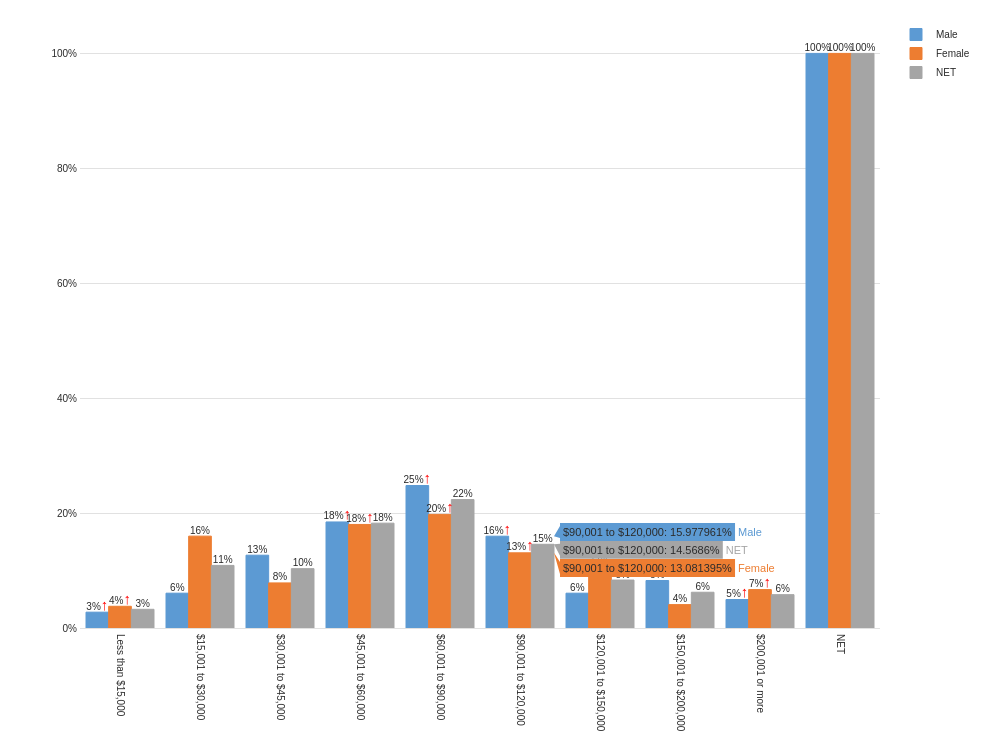 Male
Female
NET
100%
80%
60%
40%
20%
0%
3%↑ 4%↑ 3%
6% 16% 11%
13% 8% 10%
18%↑ 18%↑ 18%
25%↑ 20%↑ 22%
16%↑ 13%↑ 15%
6%
4% 6%
5%↑ 7%↑ 6%
100% 100% 100%
$90,001 to $120,000: 15.977961% Male
$90,001 to $120,000: 14.5686% NET
$90,001 to $120,000: 13.081395% Female
Less than $15,000
$15,001 to $30,000
$30,001 to $45,000
$45,001 to $60,000
$60,001 to $90,000
$90,001 to $120,000
$120,001 to $150,000
$150,001 to $200,000
$200,001 or more
NET